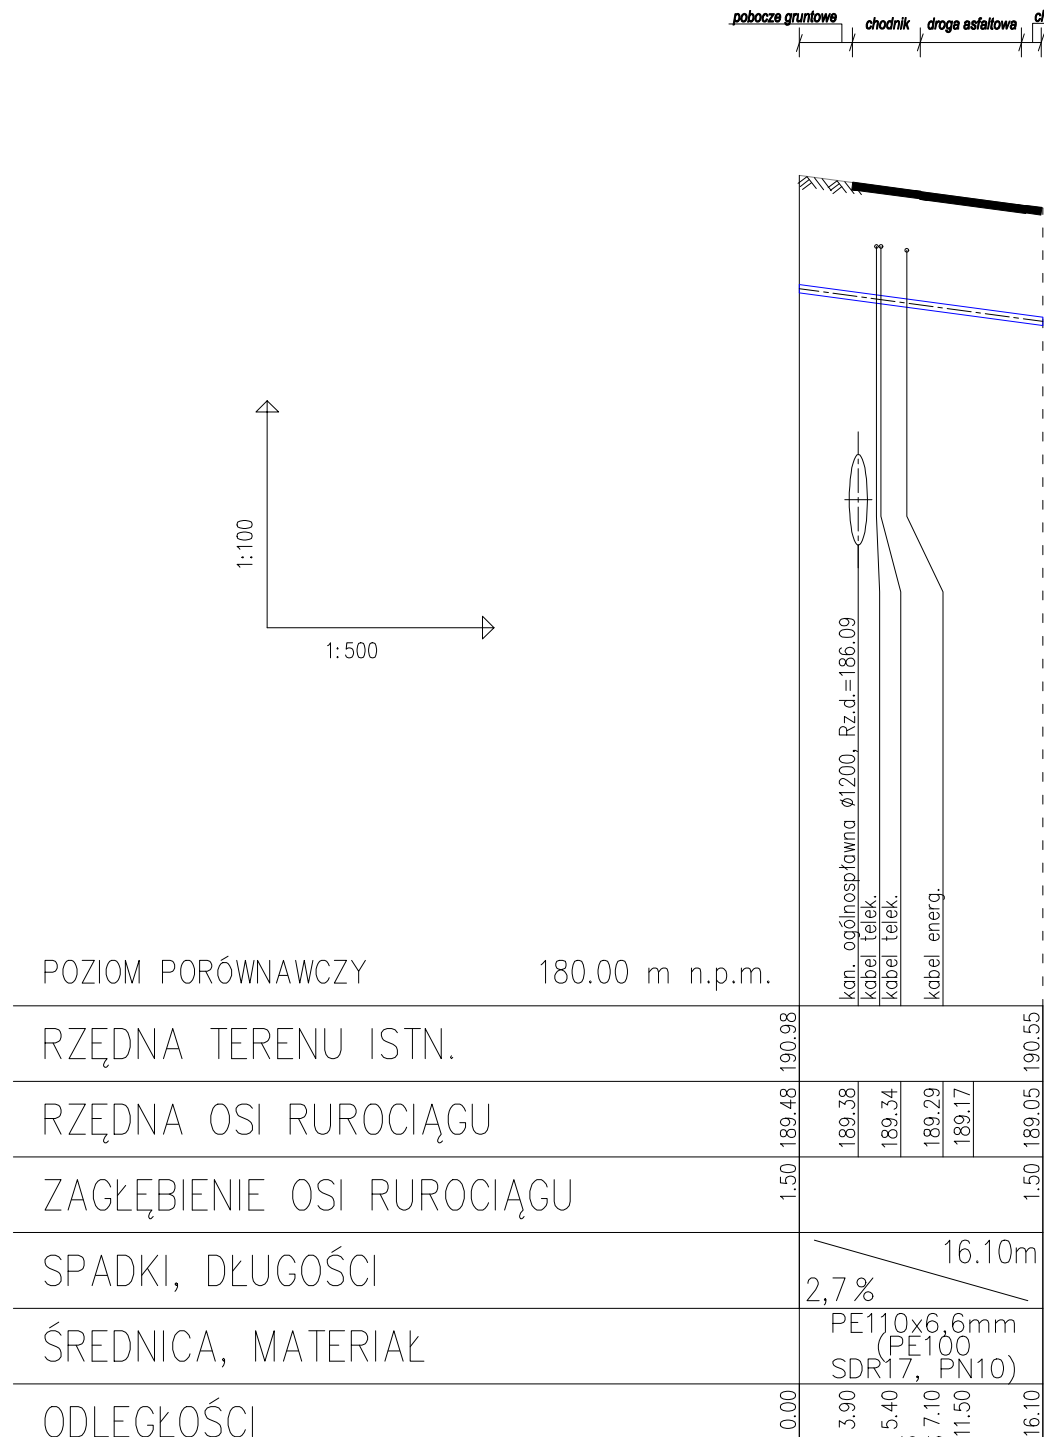 pobocze gruntowe
chodnik
droga asfaltowa
1:100
1:500
kan. ogólnospławna ø1200, Rz.d.=186.09
kabel telek.
kabel telek.
kabel energ.
POZIOM PORÓWNAWCZY 180.00 m n.p.m.
RZĘDNA TERENU ISTN. 190.98 190.55
RZĘDNA OSI RUROCIĄGU 189.48 189.38 189.34 189.29 189.17 189.05
ZAGŁĘBIENIE OSI RUROCIĄGU 1.50 1.50
SPADKI, DŁUGOŚCI 2,7% 16.10m
ŚREDNICA, MATERIAŁ
PE110x6,6mm
(PE100
SDR17, PN10)
ODLEGŁOŚCI 0.00 3.90 5.40 7.10 11.50 16.10